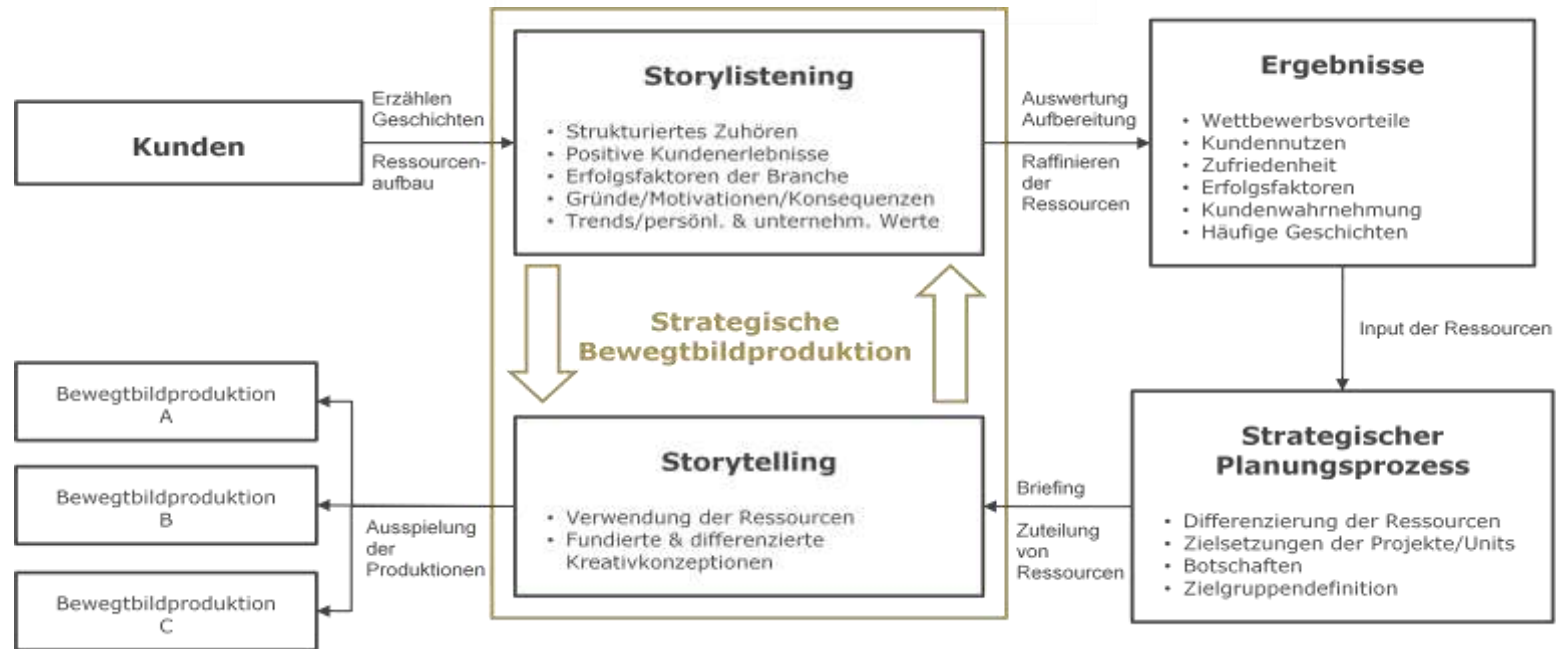 Kunden
Erzählen
Geschichten
Ressourcen-
aufbau
Storylistening
• Strukturiertes Zuhören
• Positive Kundenerlebnisse
• Erfolgsfaktoren der Branche
• Gründe/Motivationen/Konsequenzen
• Trends/persönl. & unternehm. Werte
Auswertung
Aufbereitung
Raffinieren
der
Ressourcen
Ergebnisse
• Wettbewerbsvorteile
• Kundennutzen
• Zufriedenheit
• Erfolgsfaktoren
• Kundenwahrnehmung
• Häufige Geschichten
Input der Ressourcen
Strategische
Bewegtbildproduktion
Strategischer
Planungsprozess
• Differenzierung der Ressourcen
• Zielsetzungen der Projekte/Units
• Botschaften
• Zielgruppendefinition
Briefing
Zuteilung
von
Ressourcen
Storytelling
• Verwendung der Ressourcen
• Fundierte & differenzierte
Kreativkonzeptionen
Ausspielung
der
Produktionen
Bewegtbildproduktion
A
Bewegtbildproduktion
B
Bewegtbildproduktion
C